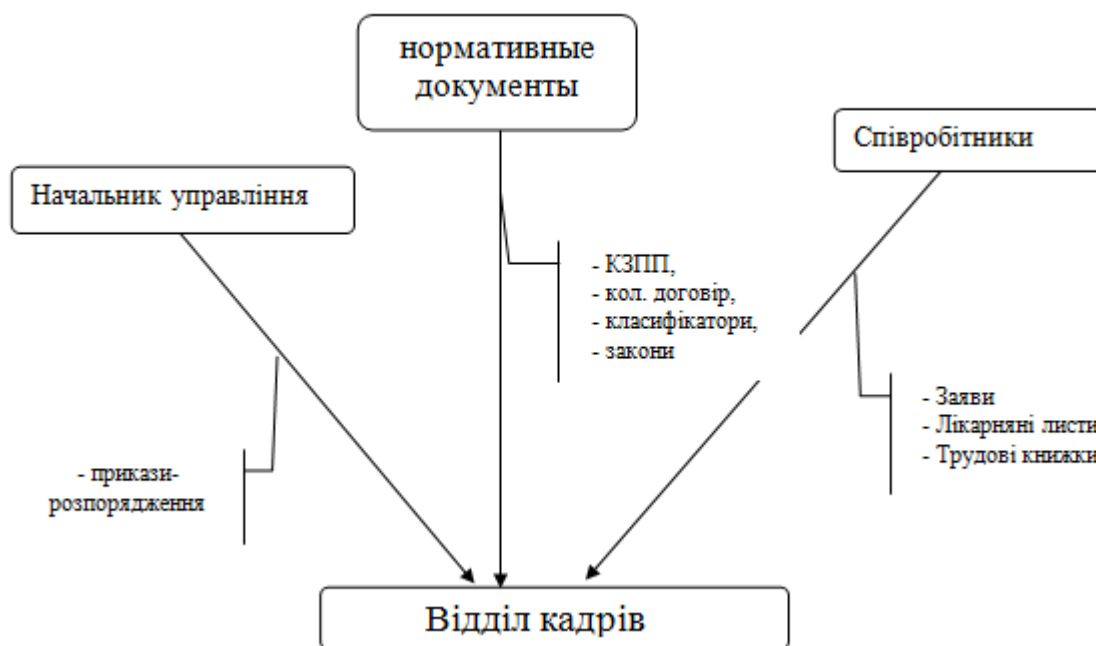 нормативные
документы
Співробітники
Начальник управління
- КЗПП,
- кол. договір,
- класифікатори,
- закони
- Заяви
- Лікарняні листи
- Трудові книжки
- прикази-
розпорядження
Відділ кадрів